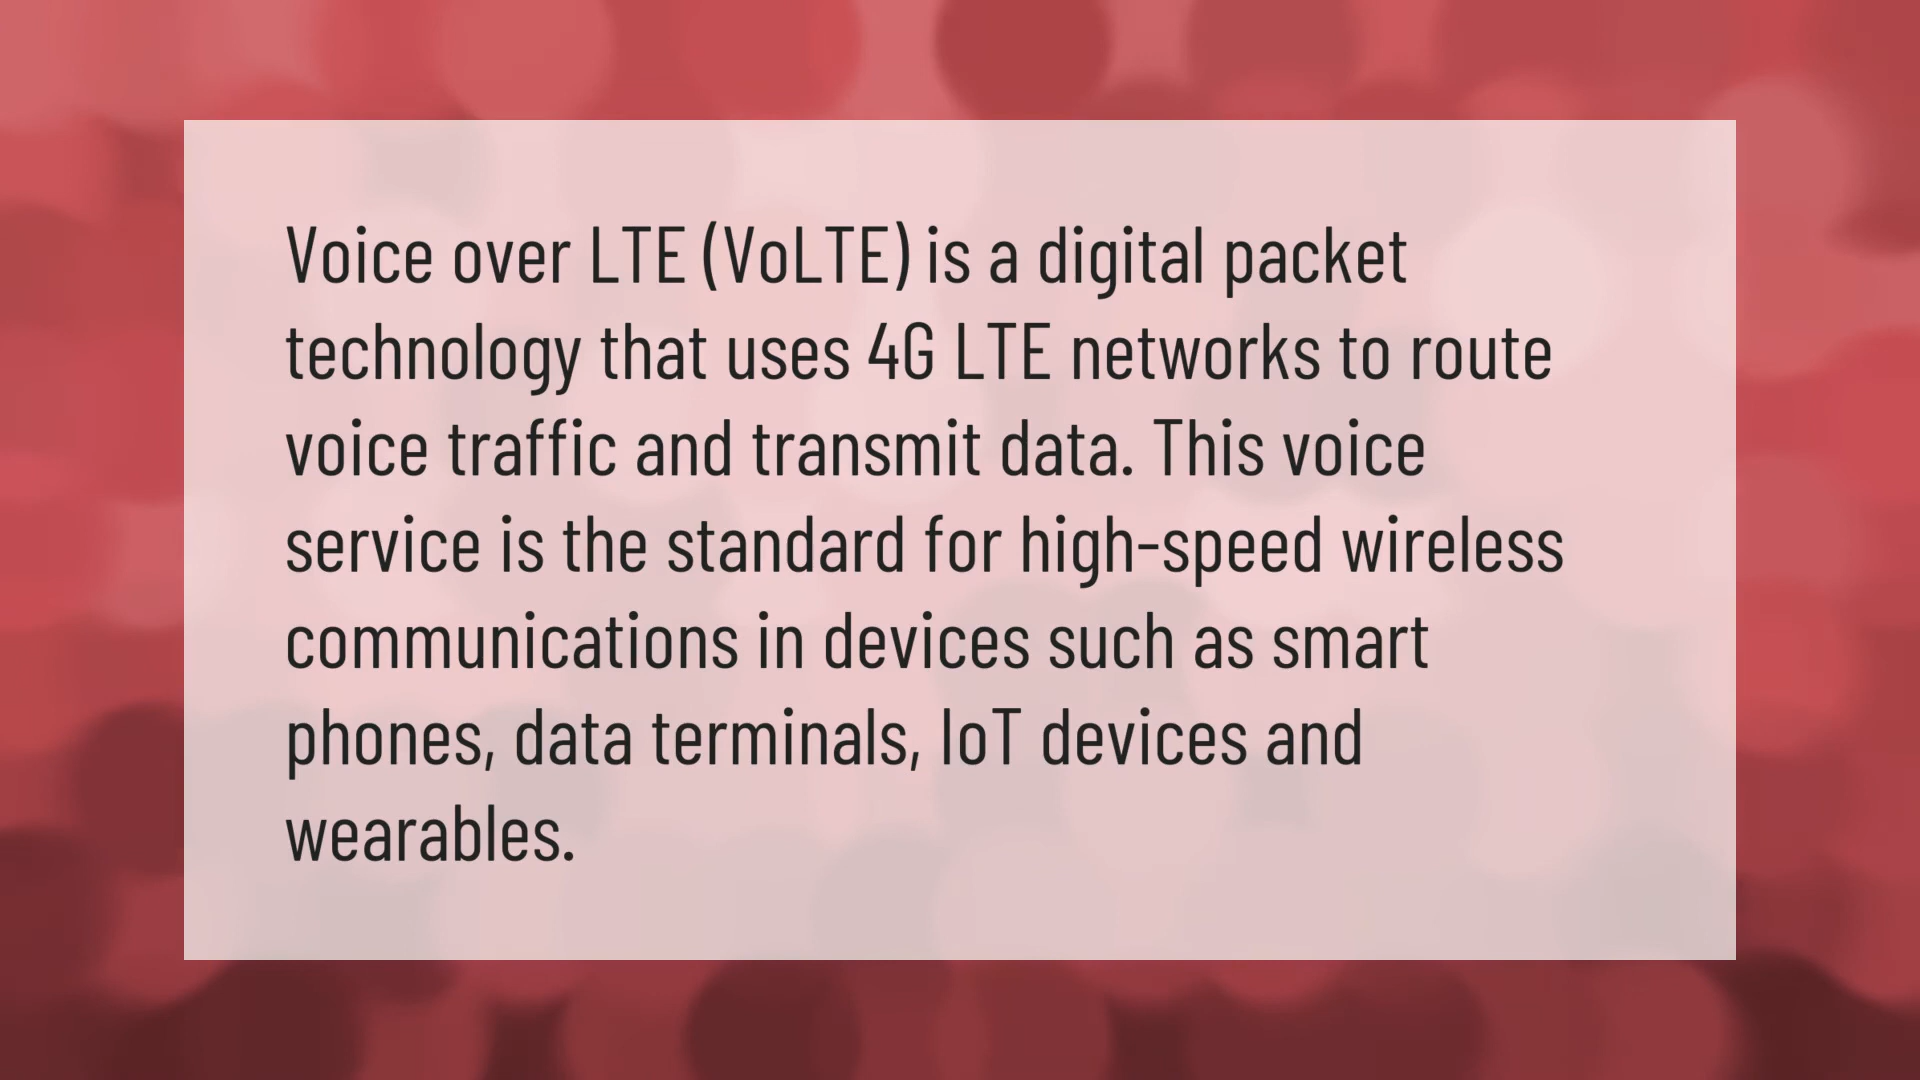 Voice over LTE (VoLTE) is a digital packet
technology that uses 4G LTE networks to route
voice traffic and transmit data. This voice
service is the standard for high-speed wireless
communications in devices such as smart
phones, data terminals, IoT devices and
wearables.